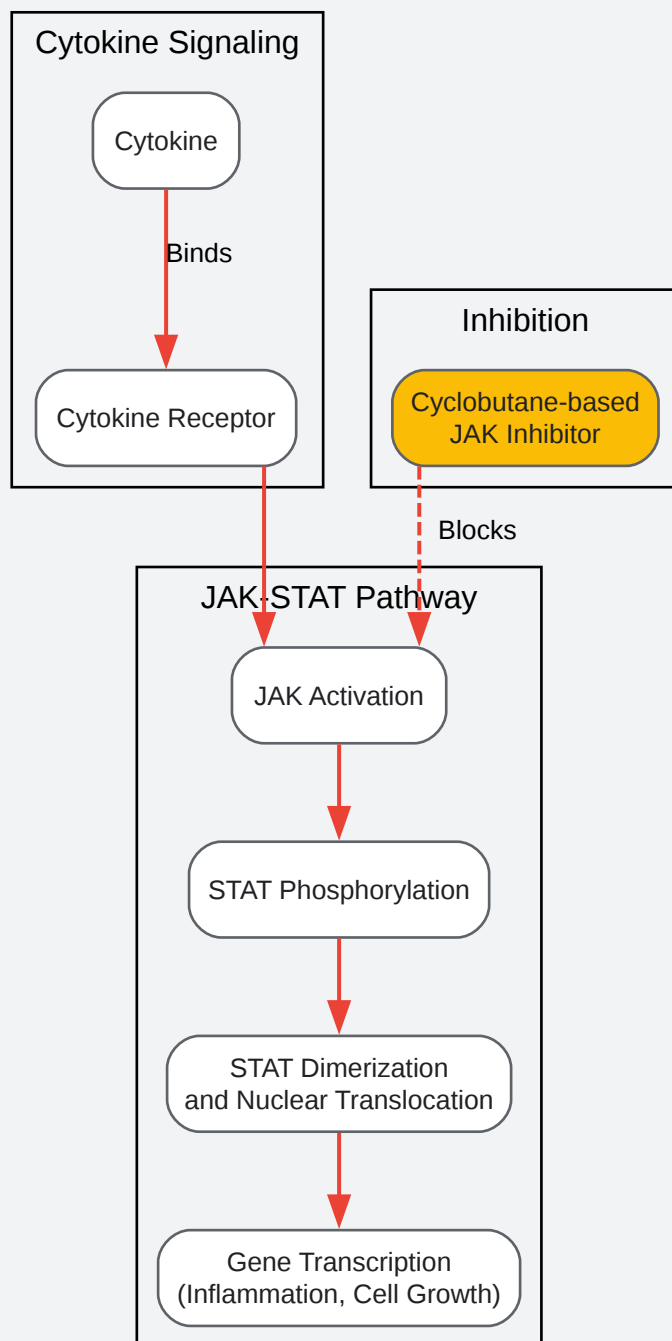 Cytokine Signaling
Cytokine
Binds
Cytokine Receptor
Inhibition
Cyclobutane-based
JAK Inhibitor
Blocks
JAK-STAT Pathway
JAK Activation
STAT Phosphorylation
STAT Dimerization
and Nuclear Translocation
Gene Transcription
(Inflammation, Cell Growth)